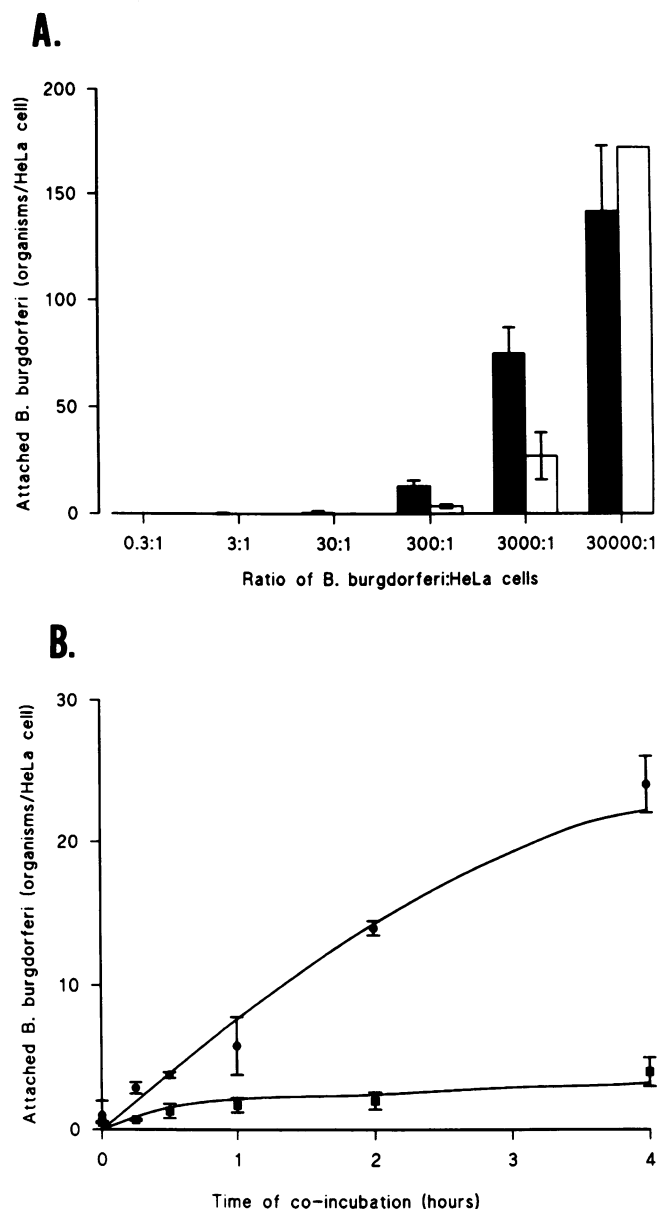 A.
Attached B. burgdorferi (organisms/HeLa cell)
200
150
100
50
0
0.3:1 3:1 30:1 300:1 3000:1 30000:1
Ratio of B. burgdorferi:HeLa cells
B.
Attached B. burgdorferi (organisms/HeLa cell)
30
20
10
0
0 1 2 3 4
Time of co-incubation (hours)